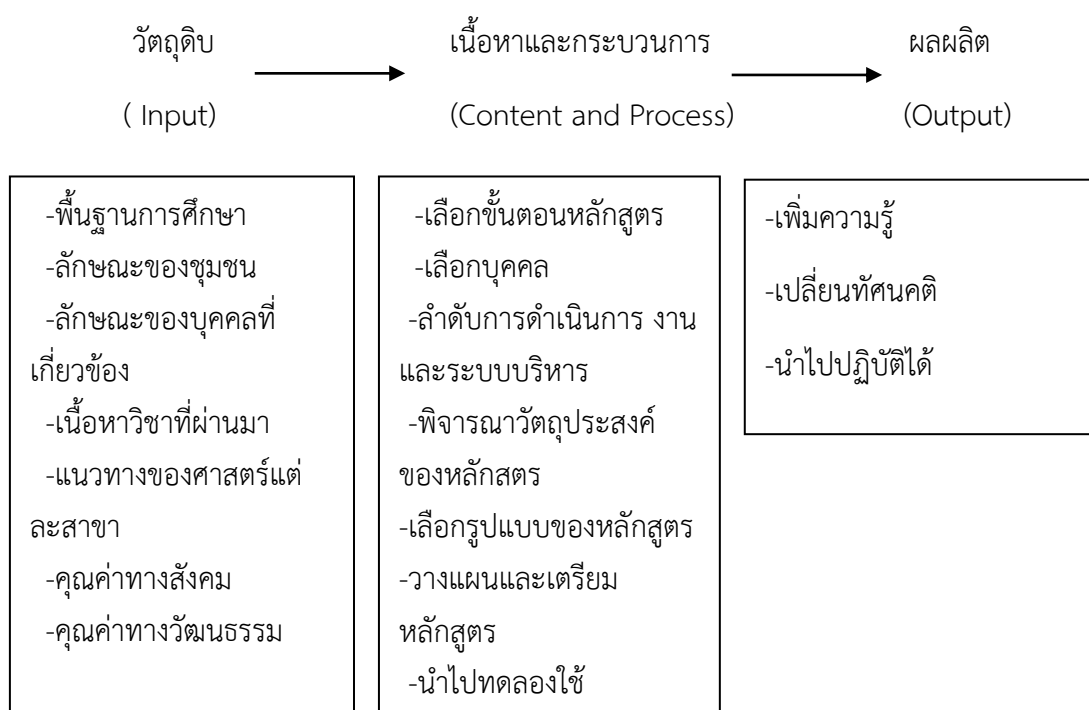 วัตถุดิบ
( Input)
เนื้อหาและกระบวนการ
(Content and Process)
ผลผลิต
(Output)
-พื้นฐานการศึกษา
-ลักษณะของชุมชน
-ลักษณะของบุคคลที่
เกี่ยวข้อง
-เนื้อหาวิชาที่ผ่านมา
-แนวทางของศาสตร์แต่
ละสาขา
-คุณค่าทางสังคม
-คุณค่าทางวัฒนธรรม
-เลือกขั้นตอนหลักสูตร
-เลือกบุคคล
-ลำดับการดำเนินการ งาน
และระบบบริหาร
-พิจารณาวัตถุประสงค์
ของหลักสตร
-เลือกรูปแบบของหลักสูตร
-วางแผนและเตรียม
หลักสูตร
-นำไปทดลองใช้
-เพิ่มความรู้
-เปลี่ยนทัศนคติ
-นำไปปฏิบัติได้